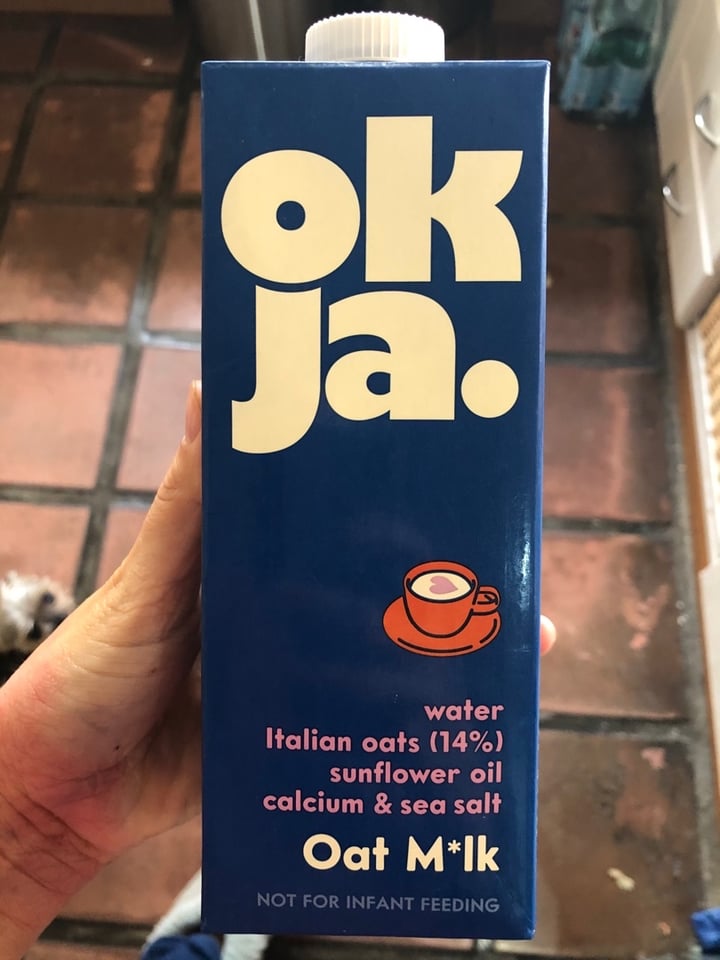 ok
ja.
water
Italian oats (14%)
sunflower oil
calcium & sea salt
Oat M*lk
NOT FOR INFANT FEEDING